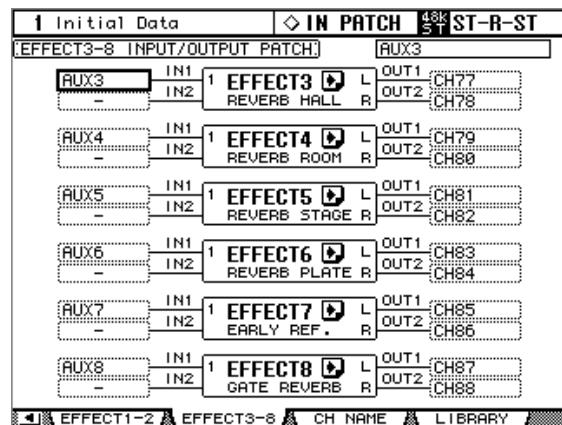 1 Initial Data ◇ IN PATCH 48k ST ST-R-ST
EFFECT3-8 INPUT/OUTPUT PATCH AUX3
AUX3 IN1 1 EFFECT3 L OUT1 CH77
- IN2 REVERB HALL R OUT2 CH78
AUX4 IN1 1 EFFECT4 L OUT1 CH79
- IN2 REVERB ROOM R OUT2 CH80
AUX5 IN1 1 EFFECT5 L OUT1 CH81
- IN2 REVERB STAGE R OUT2 CH82
AUX6 IN1 1 EFFECT6 L OUT1 CH83
- IN2 REVERB PLATE R OUT2 CH84
AUX7 IN1 1 EFFECT7 L OUT1 CH85
- IN2 EARLY REF. R OUT2 CH86
AUX8 IN1 1 EFFECT8 L OUT1 CH87
- IN2 GATE REVERB R OUT2 CH88
EFFECT1-2 EFFECT3-8 CH NAME LIBRARY